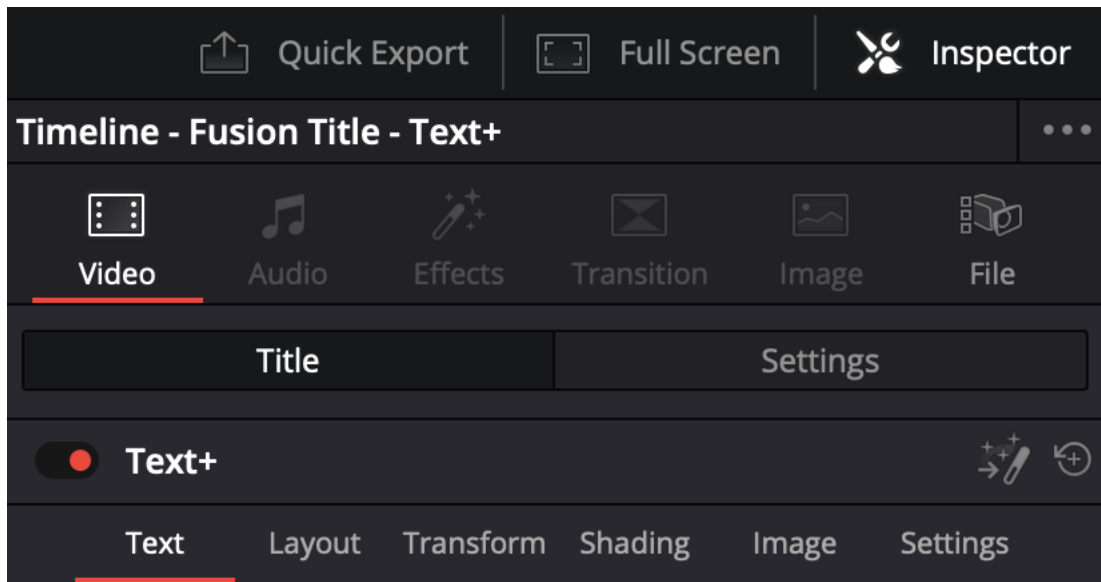 Quick Export Full Screen Inspector
Timeline - Fusion Title - Text+
Video Audio Effects Transition Image File
Title Settings
Text+
Text Layout Transform Shading Image Settings